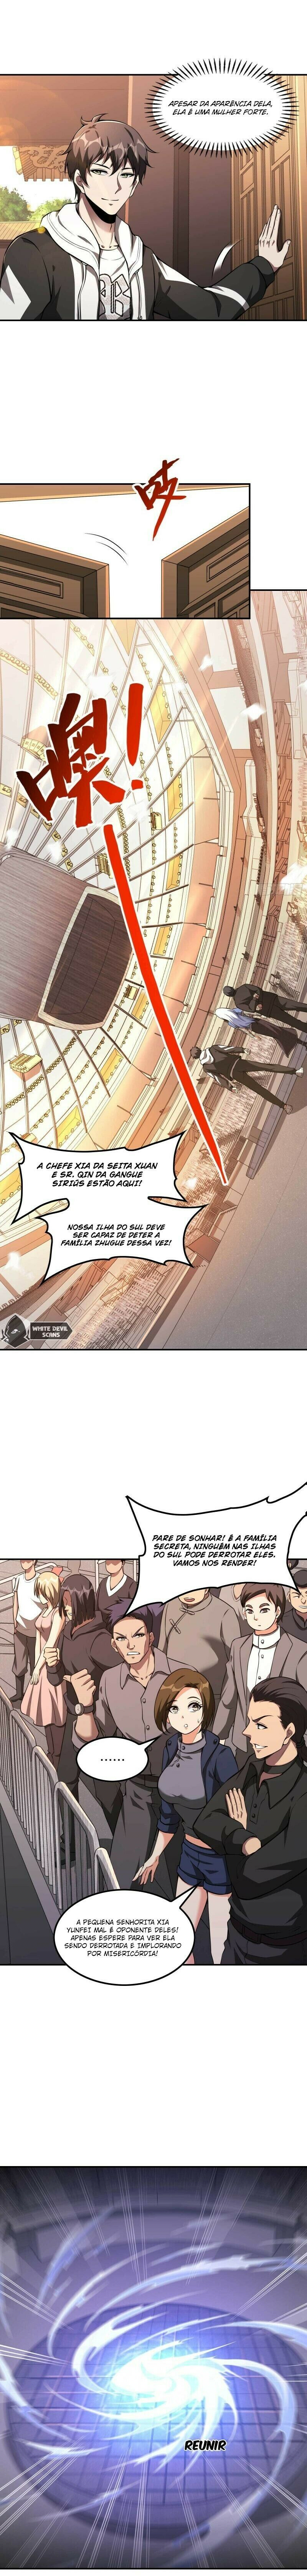 APESAR DA APARÊNCIA DELA,
ELA É UMA MULHER FORTE.
噢!
A CHEFE XIA DA SEITA XUAN
E SR. QIN DA GANGUE
SIRIÚS ESTÃO AQUI!
NOSSA ILHA DO SUL DEVE
SER CAPAZ DE DETER A
FAMÍLIA ZHUGUE DESSA VEZ!
WHITE DEVIL
SCANS
PARE DE SONHAR! É A FAMÍLIA
SECRETA, NINGUÉM NAS ILHAS
DO SUL PODE DERROTAR ELES.
VAMOS NOS RENDER!
......
A PEQUENA SENHORITA XIA
YUNFEI MAL É OPONENTE DELES!
APENAS ESPERE PARA VER ELA
SENDO DERROTADA E IMPLORANDO
POR MISERICÓRDIA!
REUNIR